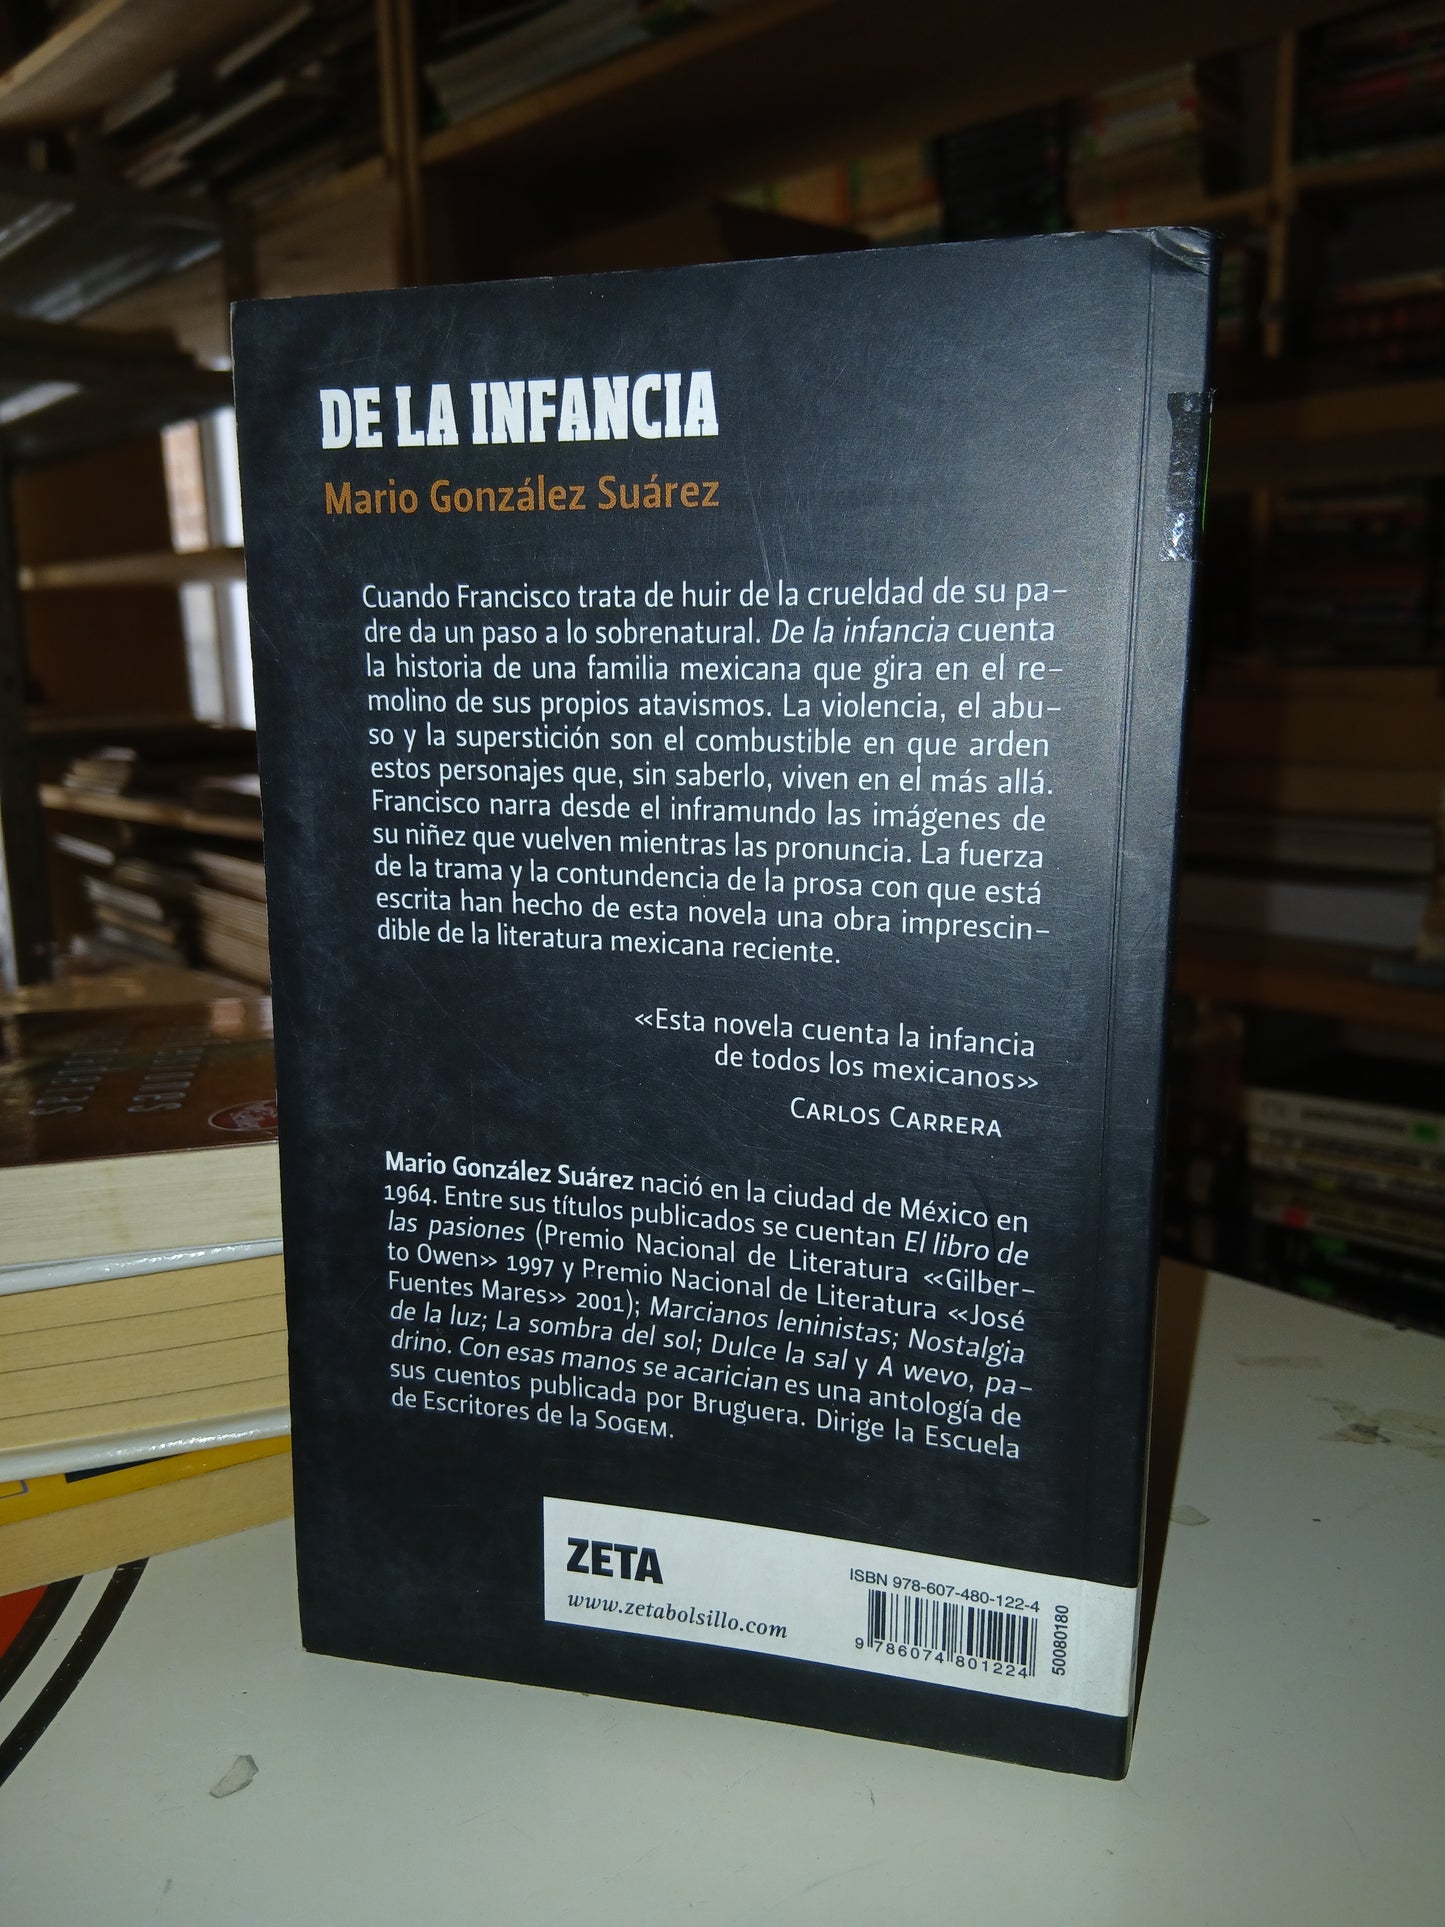 DE LA INFANCIA
Mario González Suárez
Cuando Francisco trata de huir de la crueldad de su pa-
dre da un paso a lo sobrenatural. De la infancia cuenta
la historia de una familia mexicana que gira en el re-
molino de sus propios atavismos. La violencia, el abu-
so y la superstición son el combustible en que arden
estos personajes que, sin saberlo, viven en el más allá.
Francisco narra desde el inframundo las imágenes de
su niñez que vuelven mientras las pronuncia. La fuerza
de la trama y la contundencia de la prosa con que está
escrita han hecho de esta novela una obra imprescin-
dible de la literatura mexicana reciente.
«Esta novela cuenta la infancia
de todos los mexicanos»
CARLOS CARRERA
Mario González Suárez nació en la ciudad de México en
1964. Entre sus títulos publicados se cuentan El libro de
las pasiones (Premio Nacional de Literatura «Gilber-
to Owen» 1997 y Premio Nacional de Literatura «José
Fuentes Mares» 2001); Marcianos leninistas; Nostalgia
de la luz; La sombra del sol; Dulce la sal y A wevo, pa-
drino. Con esas manos se acarician es una antología de
sus cuentos publicada por Bruguera. Dirige la Escuela
de Escritores de la SOGEM.
ZETA
www.zetabolsillo.com
ISBN 978-607-480-122-4
9 786074 801224
50080180